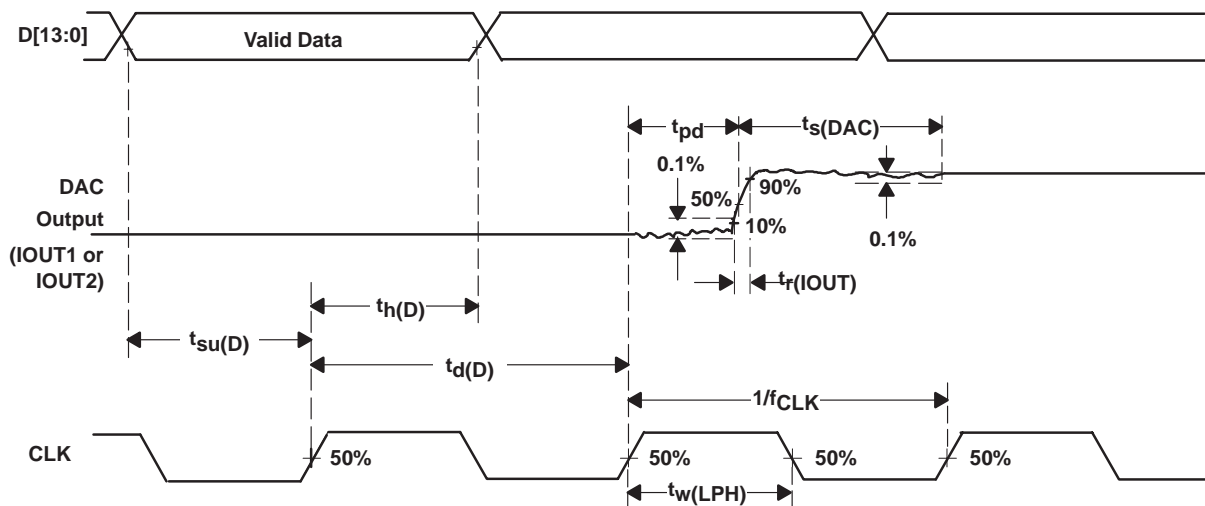 D[13:0]
Valid Data
tpd
ts(DAC)
0.1%
DAC
Output
(IOUT1 or
IOUT2)
50%
90%
10%
0.1%
tr(IOUT)
th(D)
tsu(D)
td(D)
1/fCLK
CLK
50%
50%
50%
50%
tw(LPH)